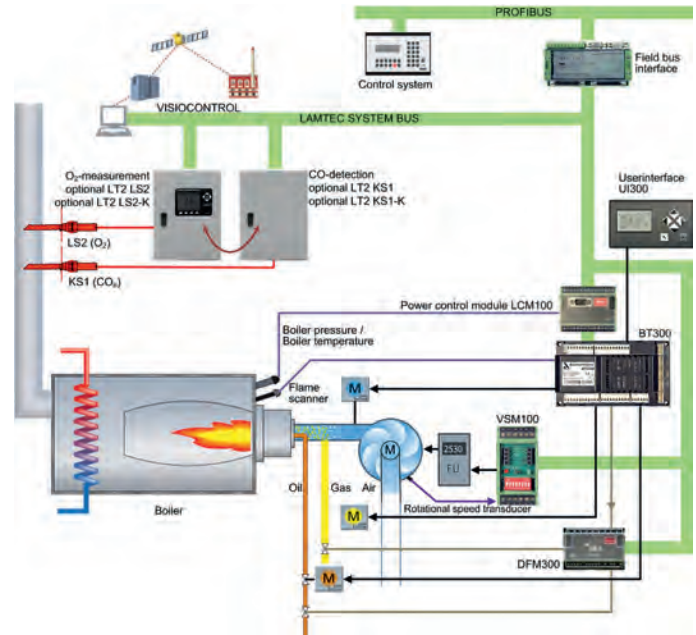 PROFIBUS
Control system
Field bus
interface
VISIOCONTROL
LAMTEC SYSTEM BUS
O₂-measurement
optional LT2 LS2
optional LT2 LS2-K
CO-detection
optional LT2 KS1
optional LT2 KS1-K
Userinterface
UI300
LS2 (O₂)
KS1 (COₑ)
Power control module LCM100
Boiler pressure /
Boiler temperature
BT300
Flame
scanner
M
VSM100
M
2530
FU
Oil
Gas
Air
Rotational speed transducer
Boiler
M
DFM300
M